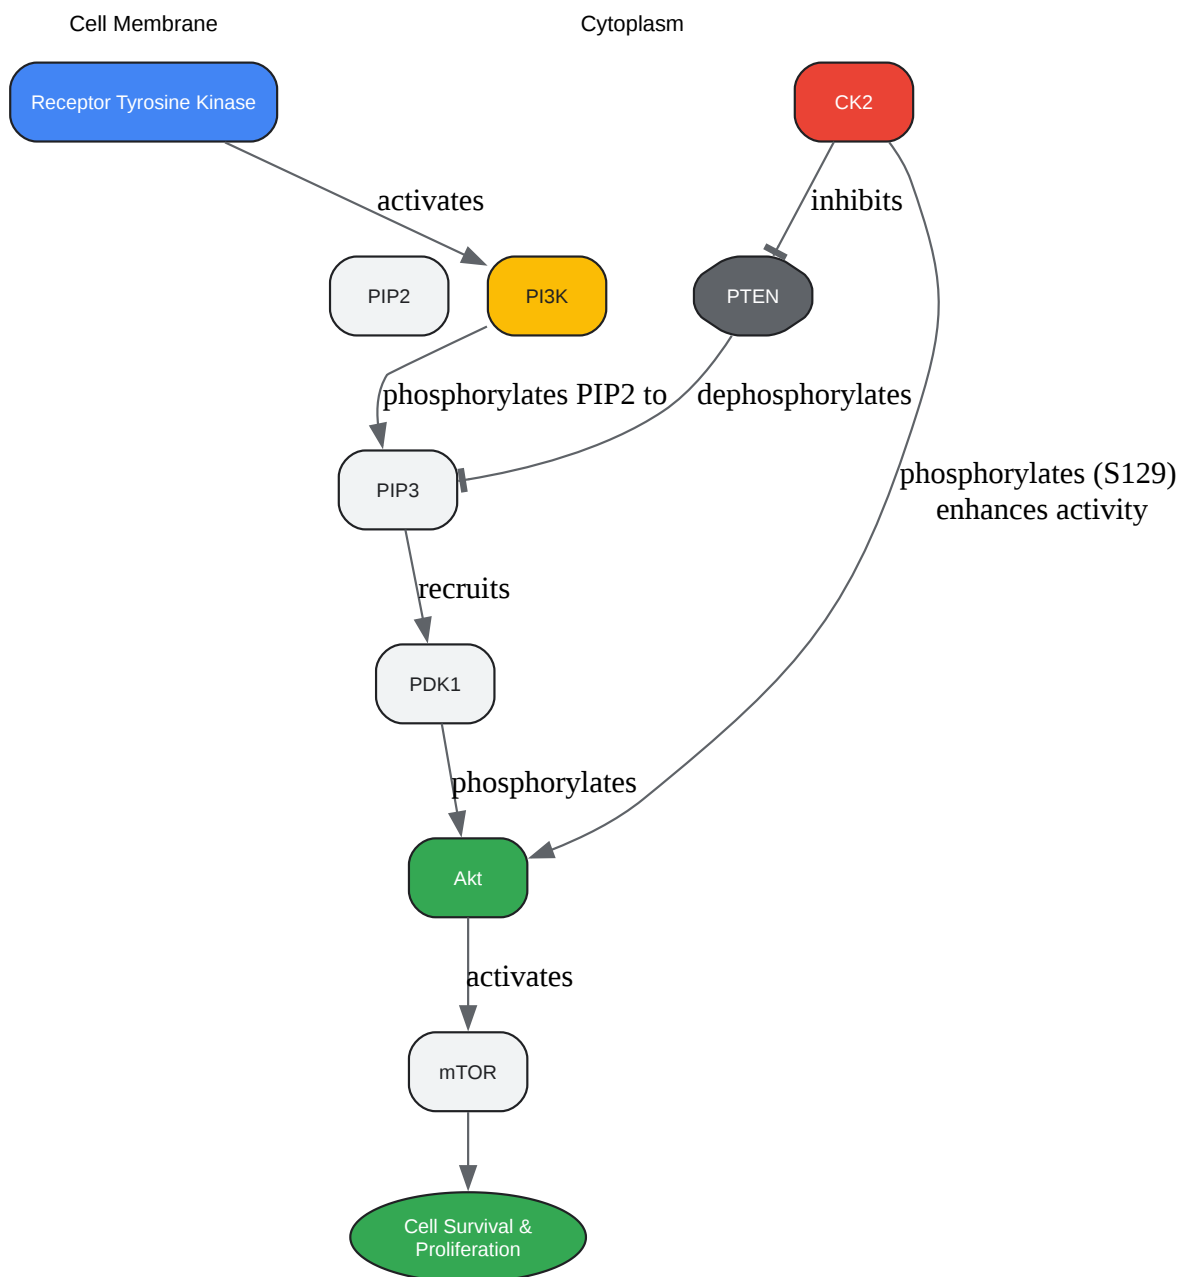 Cell Membrane
Cytoplasm
Receptor Tyrosine Kinase
CK2
activates
inhibits
PIP2
PI3K
PTEN
phosphorylates PIP2 to
dephosphorylates
PIP3
phosphorylates (S129)
enhances activity
recruits
PDK1
phosphorylates
Akt
activates
mTOR
Cell Survival &
Proliferation